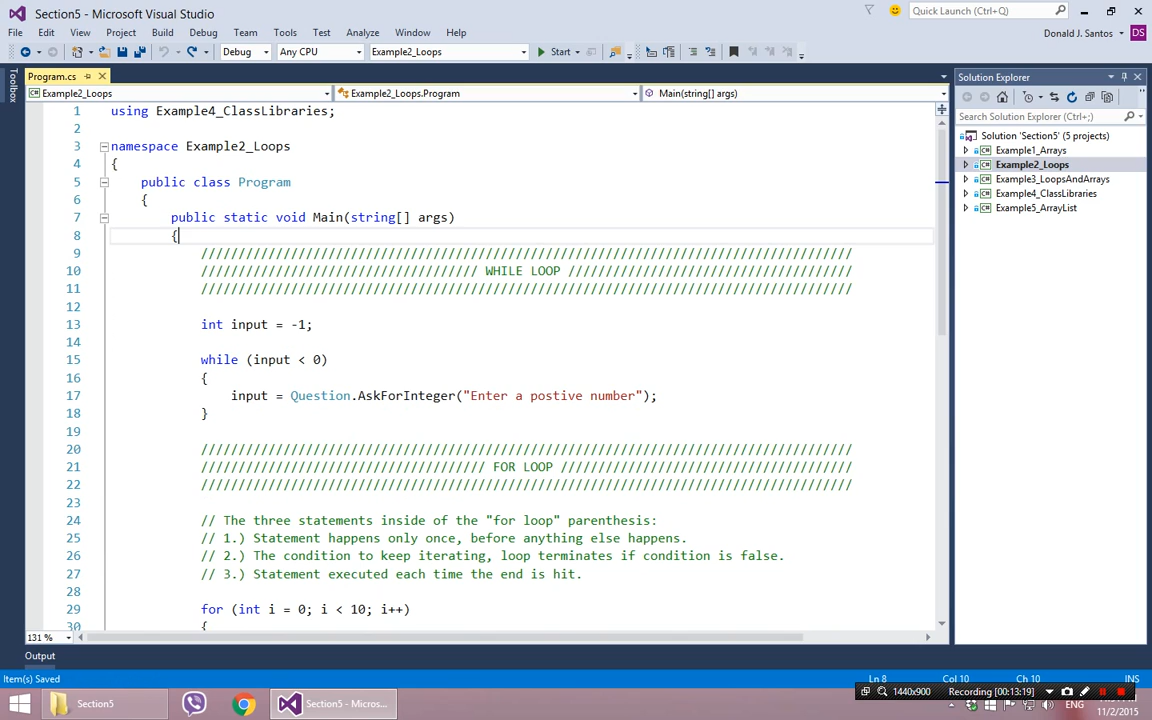 Section5 - Microsoft Visual Studio
Quick Launch (Ctrl+Q)
File Edit View Project Build Debug Team Tools Test Analyze Window Help
Donald J. Santos DS
Debug Any CPU Example2_Loops Start
Program.cs
Example2_Loops Example2_Loops.Program Main(string[] args)
1 using Example4_ClassLibraries;
2
3 namespace Example2_Loops
4 {
5 public class Program
6 {
7 public static void Main(string[] args)
8 {
9 ///////////////////////////////////////////////////////////////////////////////////////
10 ///////////////////////////////////// WHILE LOOP //////////////////////////////////////
11 ///////////////////////////////////////////////////////////////////////////////////////
12
13 int input = -1;
14
15 while (input < 0)
16 {
17 input = Question.AskForInteger("Enter a postive number");
18 }
19
20 ///////////////////////////////////////////////////////////////////////////////////////
21 ////////////////////////////////////// FOR LOOP ///////////////////////////////////////
22 ///////////////////////////////////////////////////////////////////////////////////////
23
24 // The three statements inside of the "for loop" parenthesis:
25 // 1.) Statement happens only once, before anything else happens.
26 // 2.) The condition to keep iterating, loop terminates if condition is false.
27 // 3.) Statement executed each time the end is hit.
28
29 for (int i = 0; i < 10; i++)
30 {
131 %
Toolbox
Solution Explorer
Search Solution Explorer (Ctrl+;)
Solution 'Section5' (5 projects)
Example1_Arrays
Example2_Loops
Example3_LoopsAndArrays
Example4_ClassLibraries
Example5_ArrayList
Output
Item(s) Saved Ln 8 Col 10 Ch 10 INS
1440x900 Recording [00:13:19]
Section5 Section5 - Micros... ENG
11/2/2015